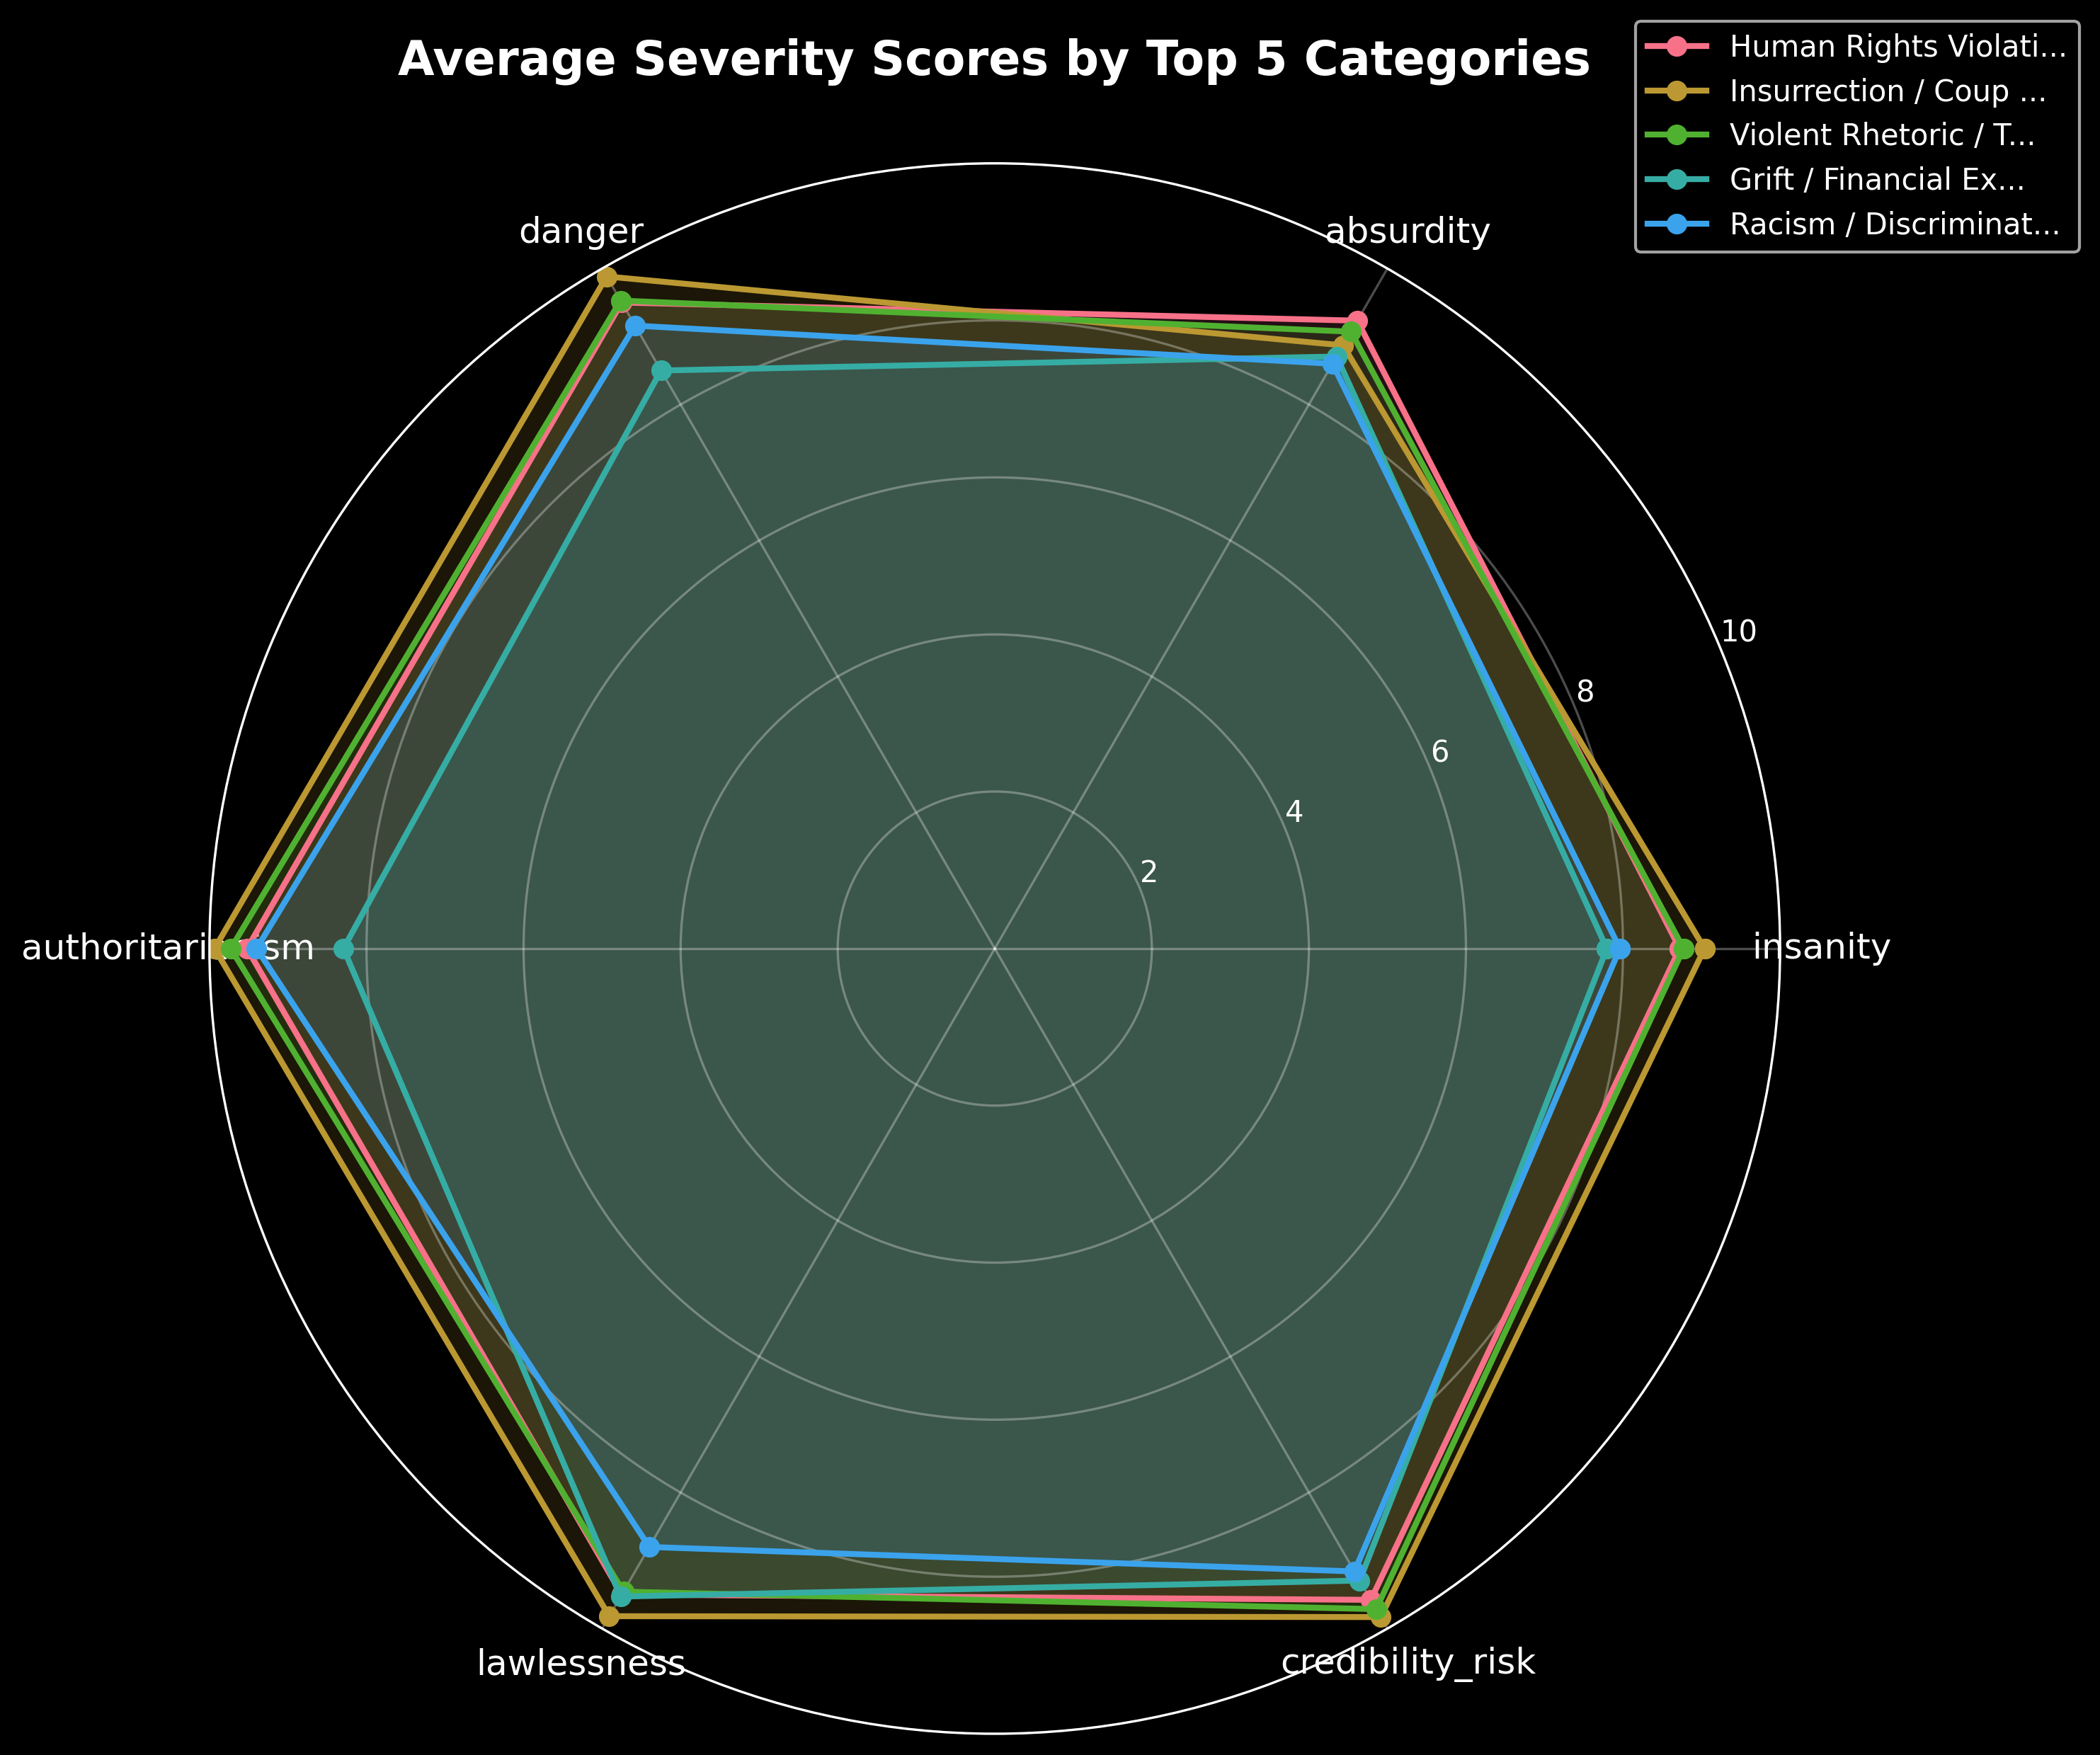 Average Severity Scores by Top 5 Categories
Human Rights Violati...
Insurrection / Coup ...
Violent Rhetoric / T...
Grift / Financial Ex...
Racism / Discriminat...
danger
absurdity
10
8
6
4
2
authoritarianism
insanity
lawlessness
credibility_risk